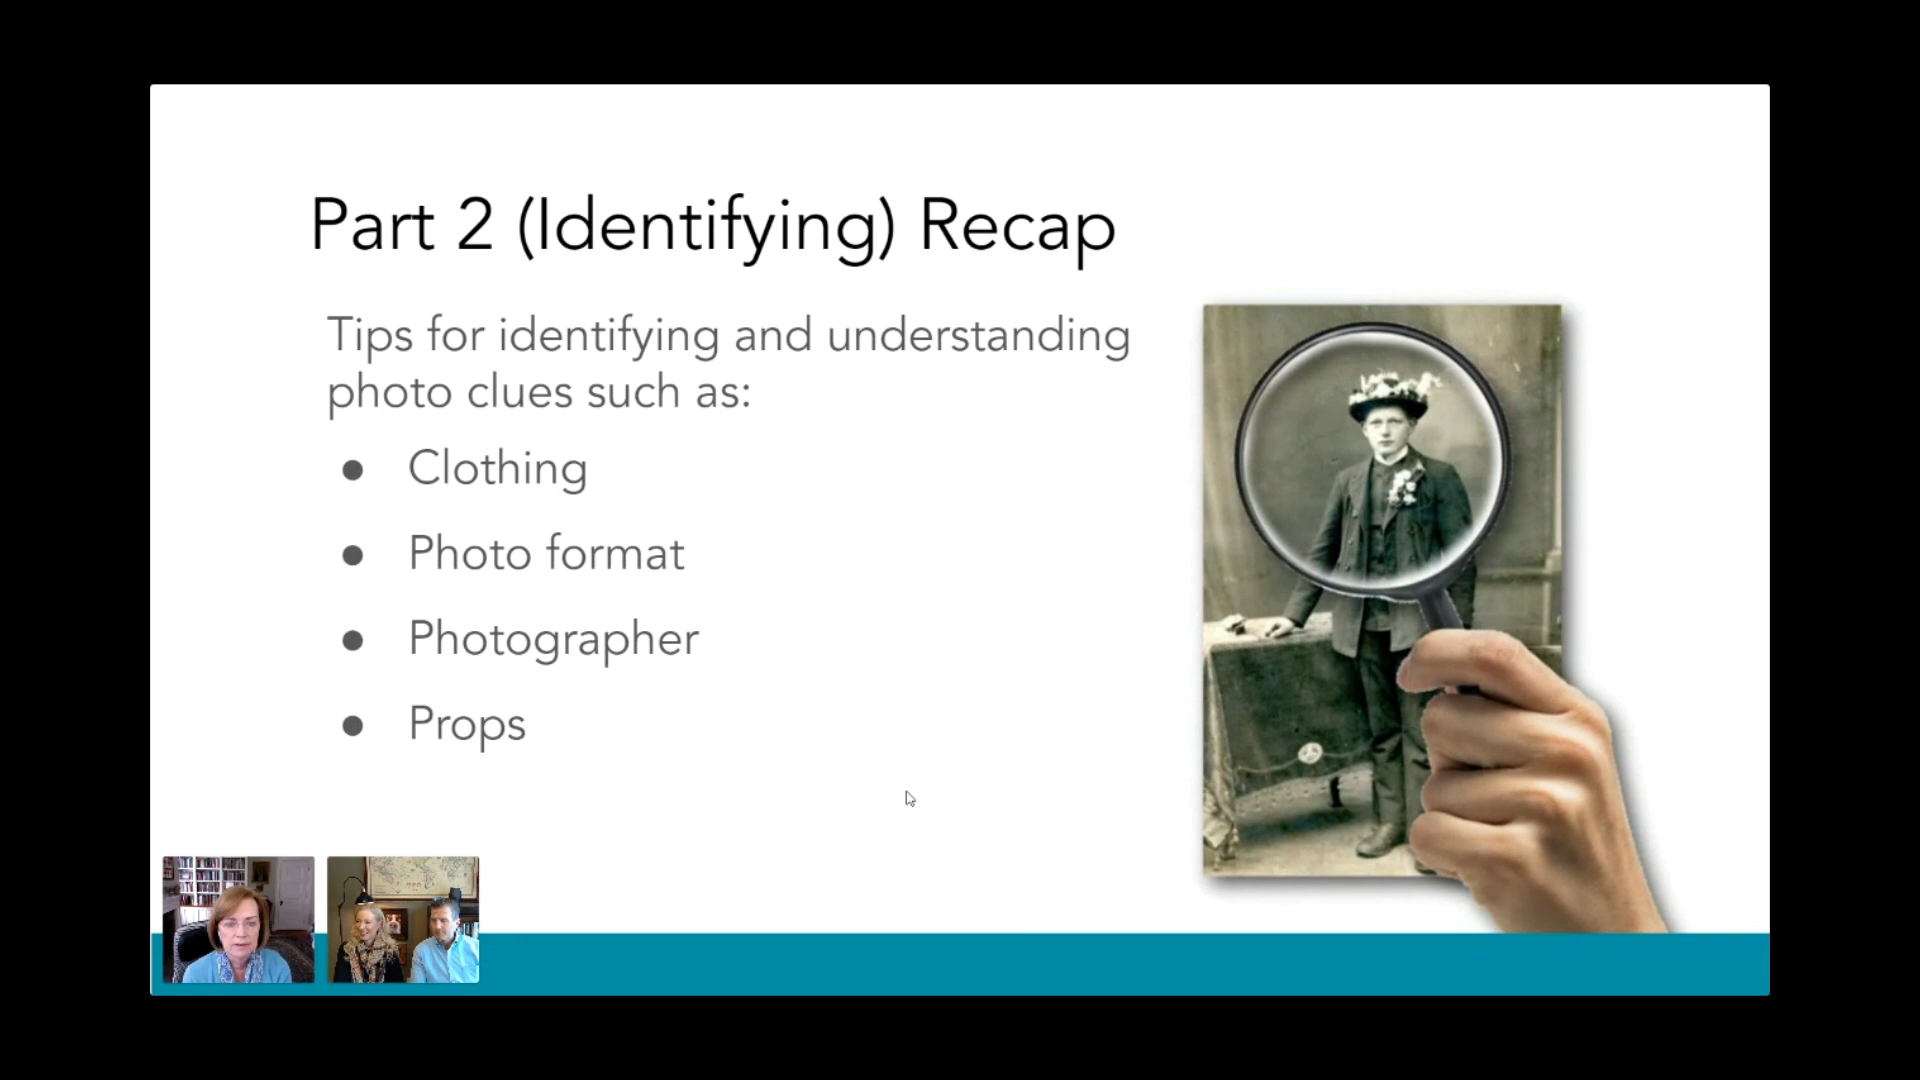 Part 2 (Identifying) Recap
Tips for identifying and understanding
photo clues such as:
● Clothing
● Photo format
● Photographer
● Props